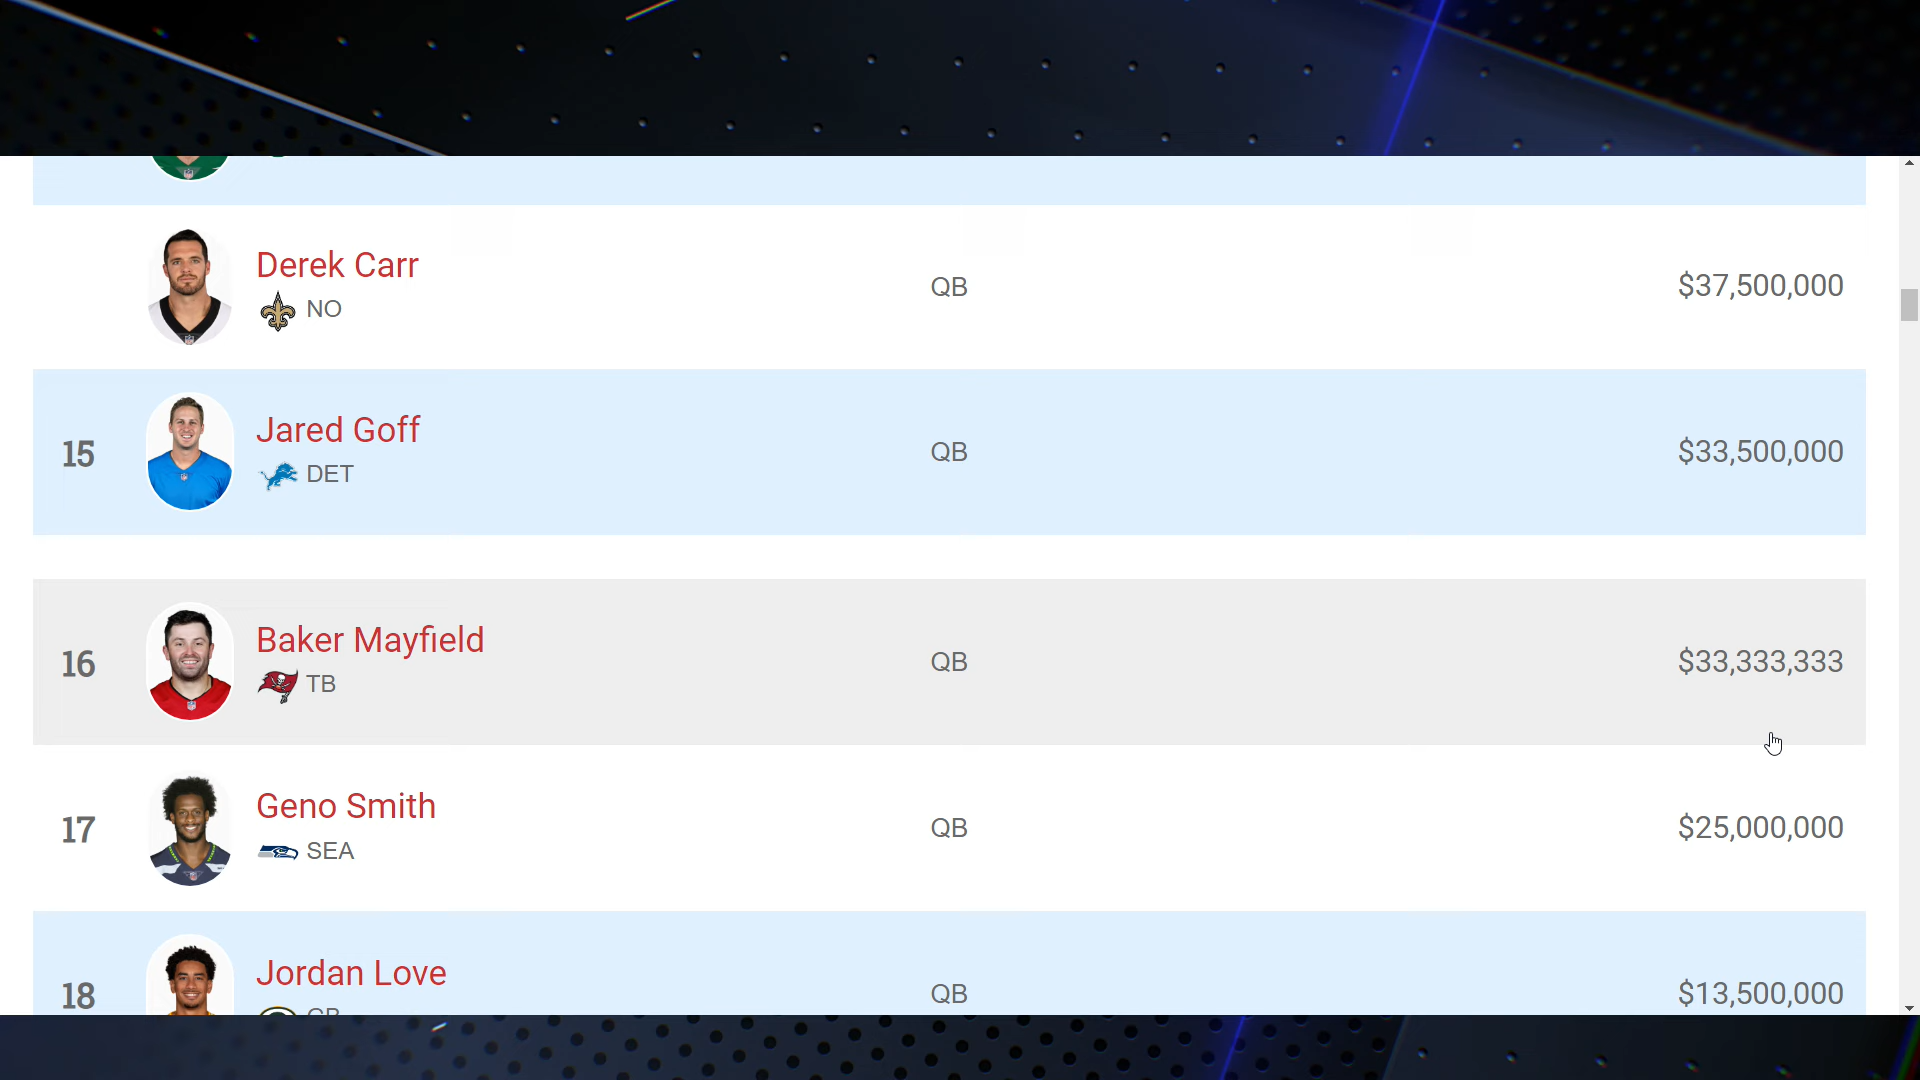 Derek Carr
NO
QB
$37,500,000
15
Jared Goff
DET
QB
$33,500,000
16
Baker Mayfield
TB
QB
$33,333,333
17
Geno Smith
SEA
QB
$25,000,000
18
Jordan Love
GB
QB
$13,500,000